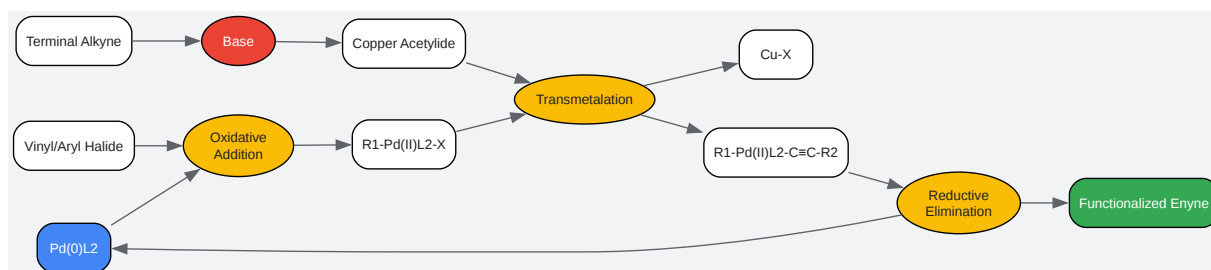 Terminal Alkyne
Base
Copper Acetylide
Cu-X
Transmetalation
Vinyl/Aryl Halide
Oxidative
Addition
R1-Pd(II)L2-X
R1-Pd(II)L2-C≡C-R2
Reductive
Elimination
Functionalized Enyne
Pd(0)L2